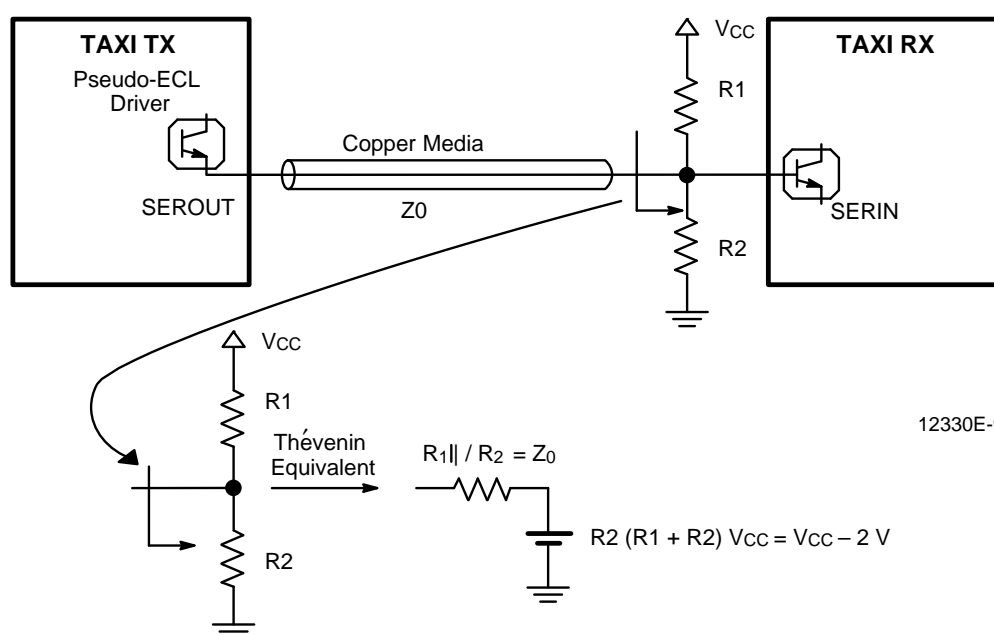 TAXI TX
Pseudo-ECL
Driver
SEROUT
Copper Media
Z0
VCC
R1
R2
TAXI RX
SERIN
VCC
R1
R2
Thévenin
Equivalent
R1|| / R2 = Z0
R2 (R1 + R2) VCC = VCC – 2 V
12330E-